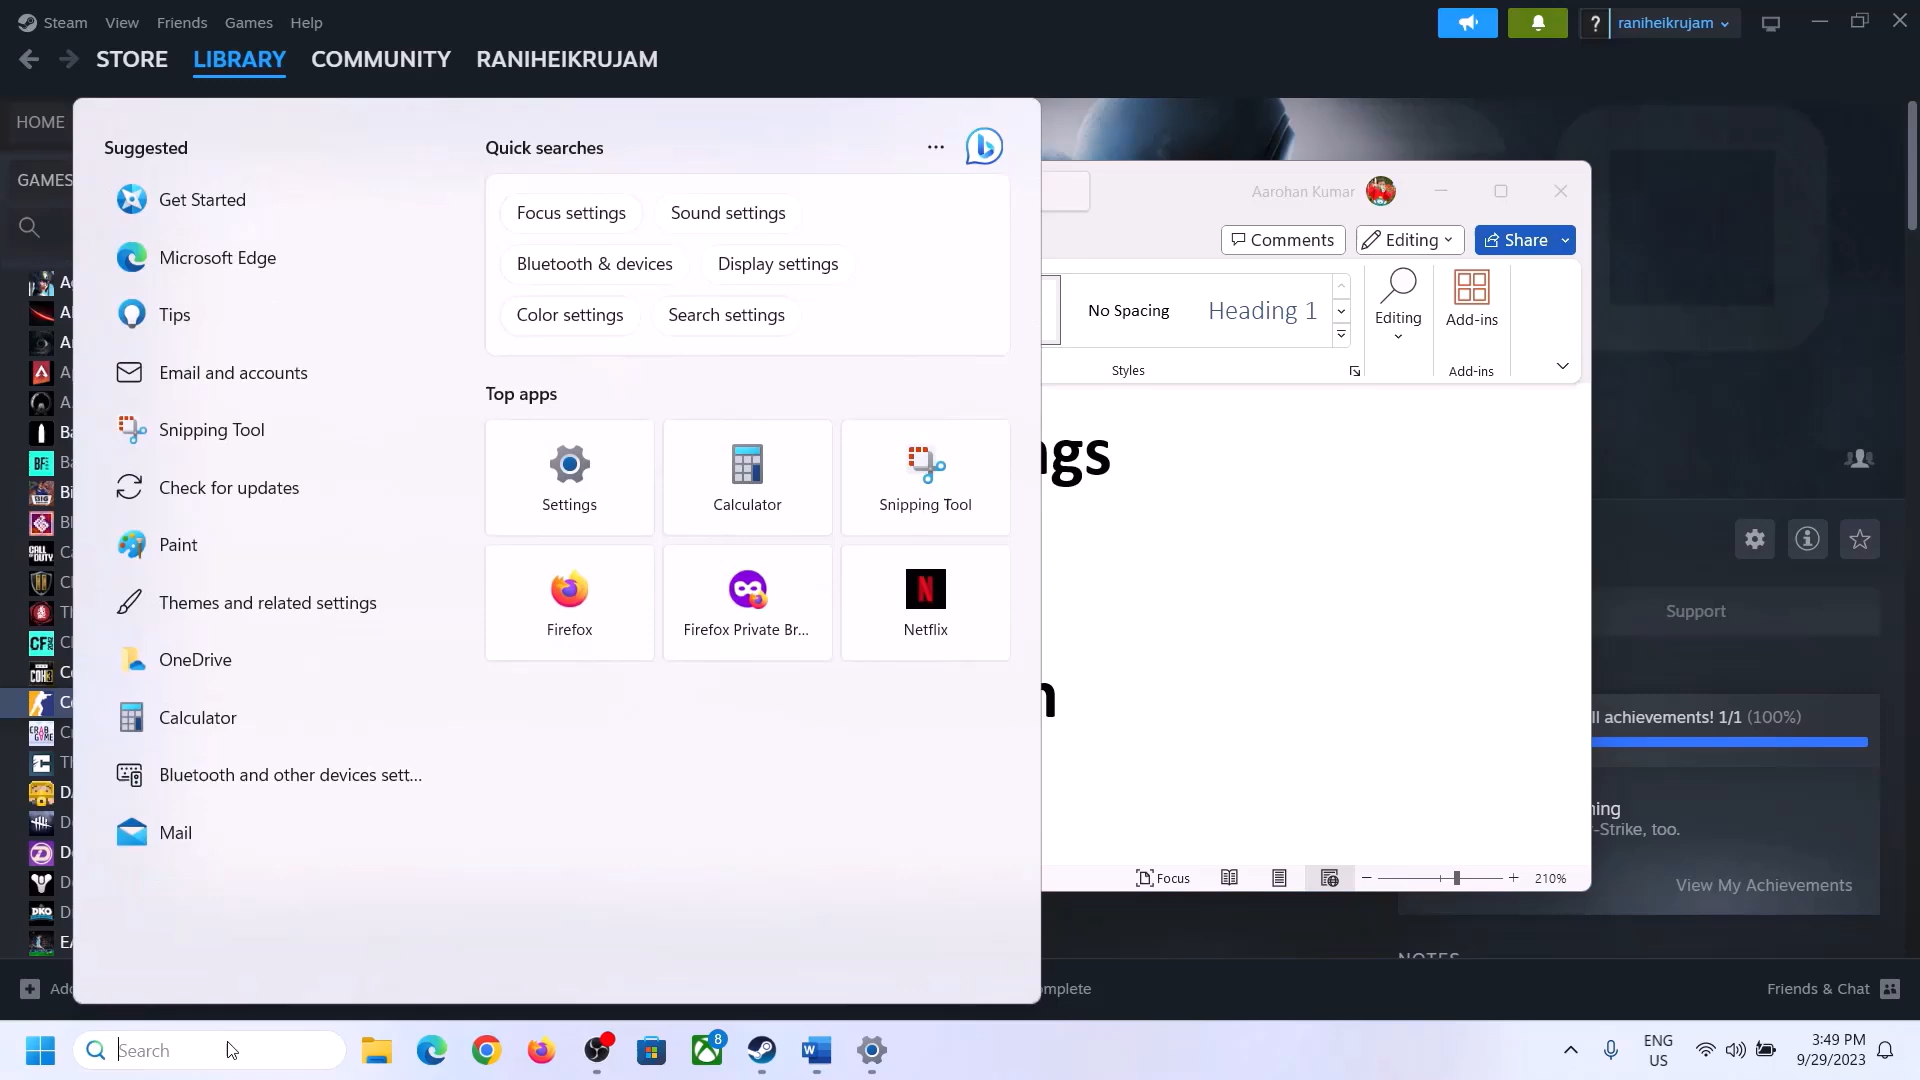 Steam View Friends Games Help
? raniheikrujam
STORE LIBRARY COMMUNITY RANIHEIKRUJAM
HOME
GAMES
Suggested
Get Started
Microsoft Edge
Tips
Email and accounts
Snipping Tool
Check for updates
Paint
Themes and related settings
OneDrive
Calculator
Bluetooth and other devices sett...
Mail
Quick searches
Focus settings Sound settings
Bluetooth & devices Display settings
Color settings Search settings
Top apps
Settings Calculator Snipping Tool
Firefox Firefox Private Br... Netflix
Aarohan Kumar
Comments Editing Share
No Spacing Heading 1
Editing Add-ins
Styles Add-ins
ngs
n
Focus 210%
Support
ll achievements! 1/1 (100%)
-Strike, too.
View My Achievements
NOTES
Friends & Chat
Search
8
ENG
US
3:49 PM
9/29/2023